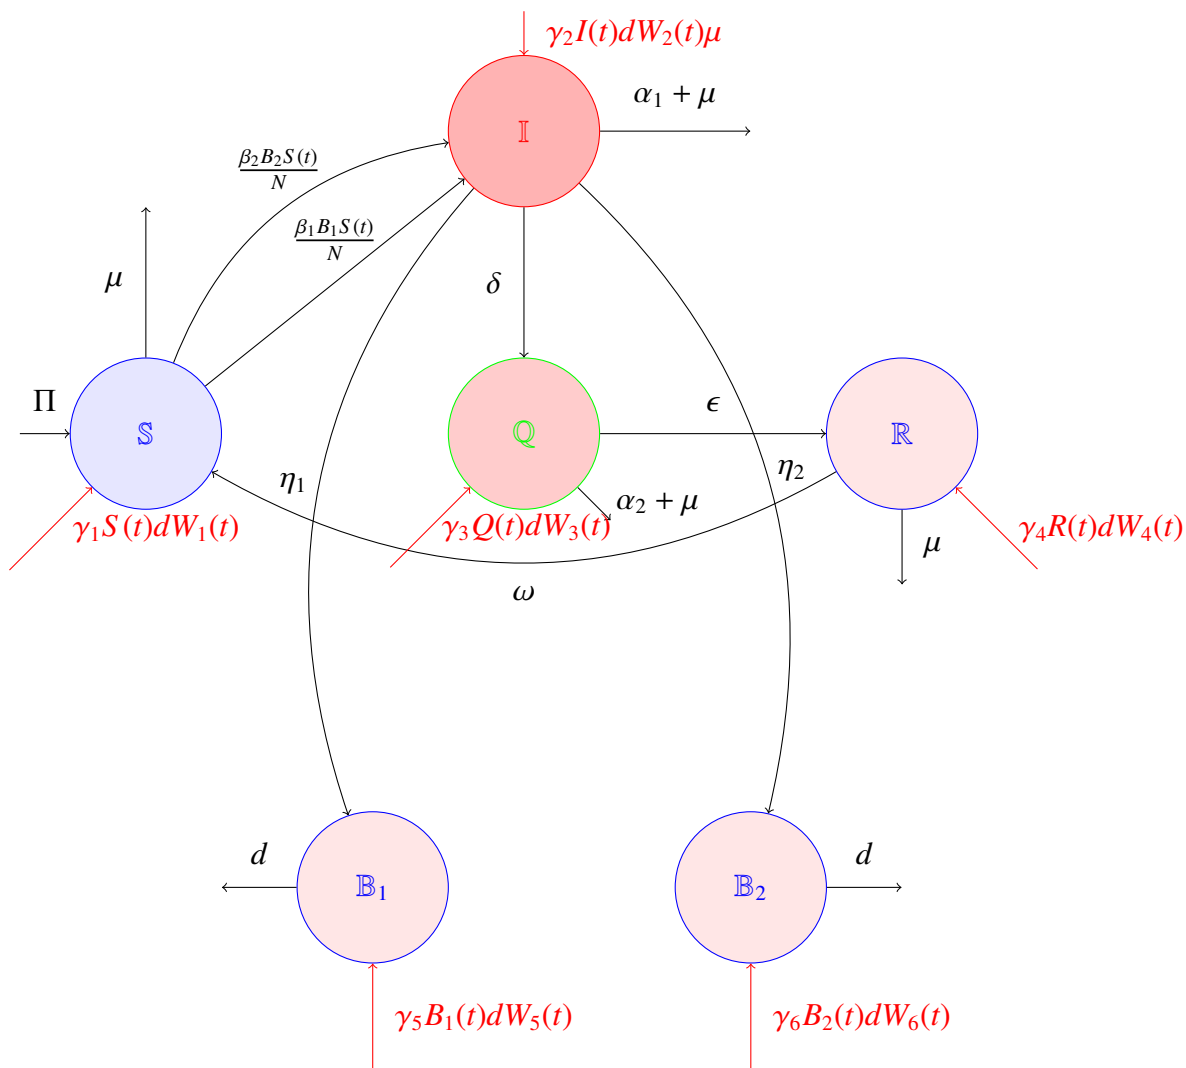 γ₂I(t)dW₂(t)μ
α₁ + μ
𝕀
β₂B₂S(t)/N
β₁B₁S(t)/N
μ
δ
Π
ϵ
𝕊
ℚ
ℝ
η₁
η₂
α₂ + μ
γ₁S(t)dW₁(t)
γ₃Q(t)dW₃(t)
γ₄R(t)dW₄(t)
μ
ω
d
d
𝔹₁
𝔹₂
γ₅B₁(t)dW₅(t)
γ₆B₂(t)dW₆(t)